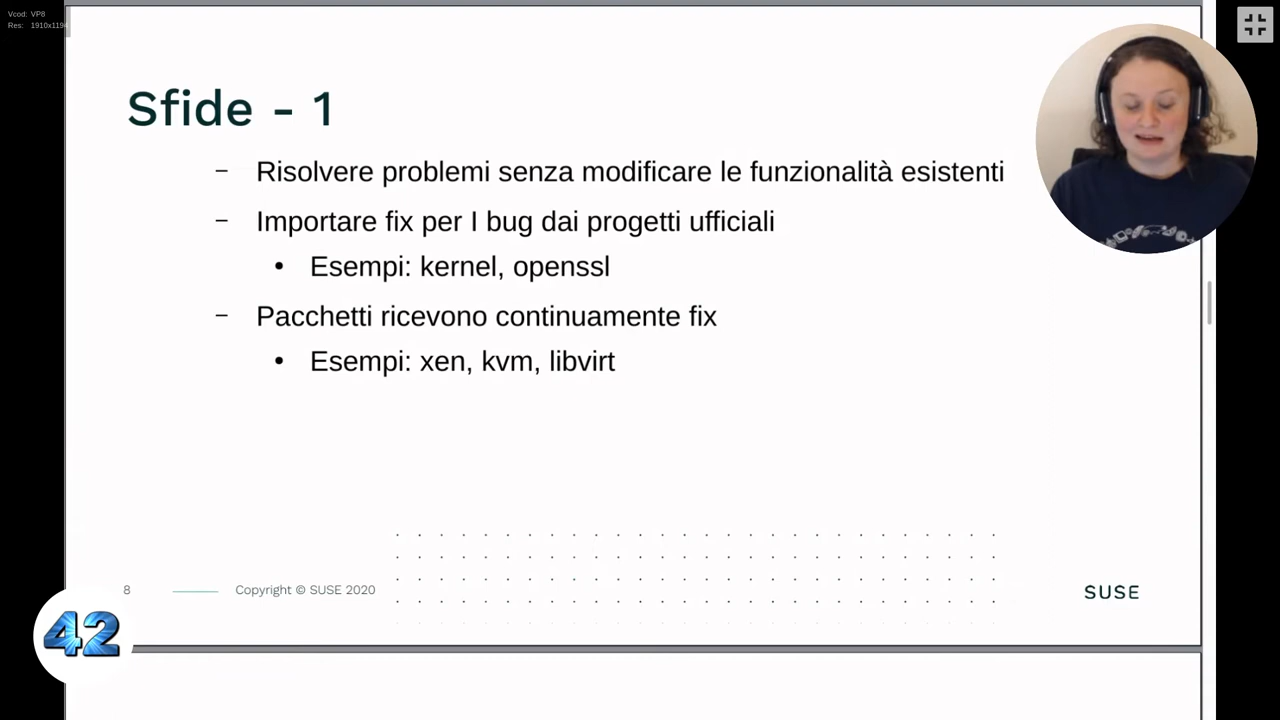 Vcod: VP8
Res: 1910x119
Sfide - 1
– Risolvere problemi senza modificare le funzionalità esistenti
– Importare fix per I bug dai progetti ufficiali
• Esempi: kernel, openssl
– Pacchetti ricevono continuamente fix
• Esempi: xen, kvm, libvirt
8
Copyright © SUSE 2020
SUSE
42